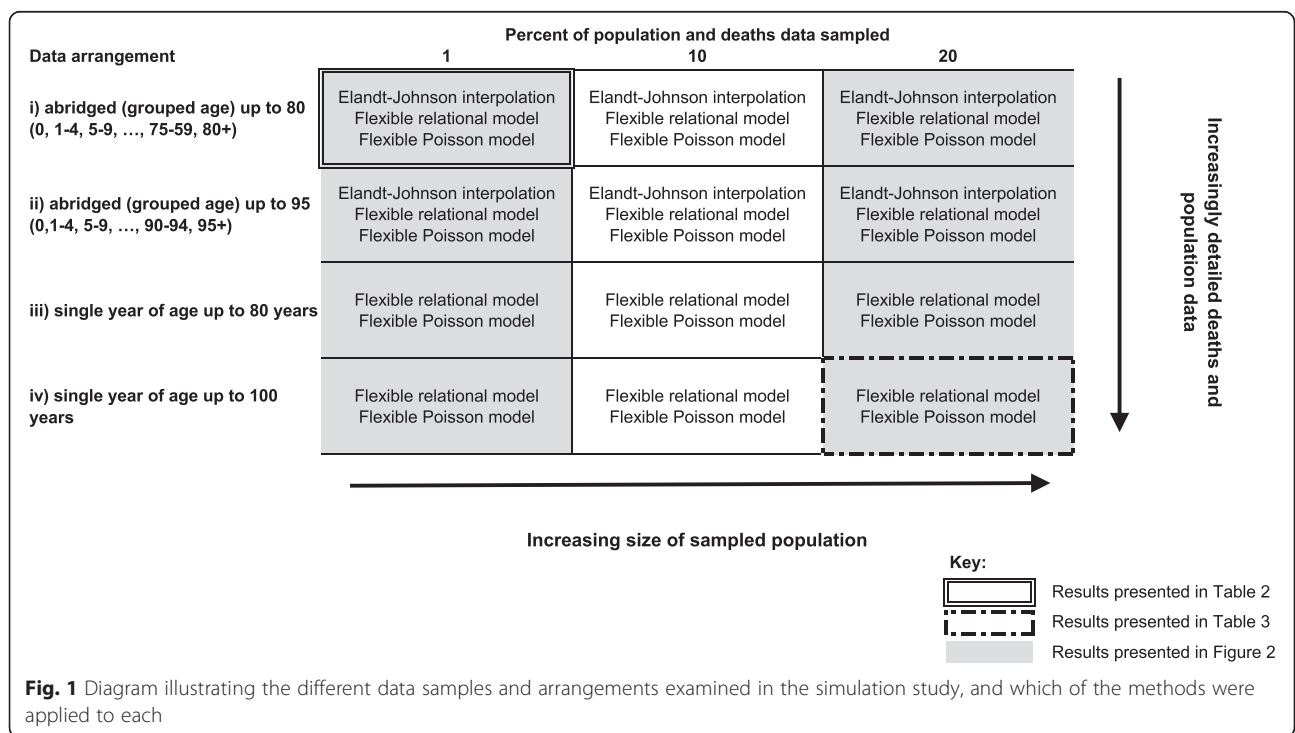 Percent of population and deaths data sampled
Data arrangement
1
10
20
i) abridged (grouped age) up to 80
(0, 1-4, 5-9, ..., 75-59, 80+)
Elandt-Johnson interpolation
Flexible relational model
Flexible Poisson model
Elandt-Johnson interpolation
Flexible relational model
Flexible Poisson model
Elandt-Johnson interpolation
Flexible relational model
Flexible Poisson model
ii) abridged (grouped age) up to 95
(0,1-4, 5-9, ..., 90-94, 95+)
Elandt-Johnson interpolation
Flexible relational model
Flexible Poisson model
Elandt-Johnson interpolation
Flexible relational model
Flexible Poisson model
Elandt-Johnson interpolation
Flexible relational model
Flexible Poisson model
iii) single year of age up to 80 years
Flexible relational model
Flexible Poisson model
Flexible relational model
Flexible Poisson model
Flexible relational model
Flexible Poisson model
iv) single year of age up to 100
years
Flexible relational model
Flexible Poisson model
Flexible relational model
Flexible Poisson model
Flexible relational model
Flexible Poisson model
Increasingly detailed deaths and
population data
Increasing size of sampled population
Key:
Results presented in Table 2
Results presented in Table 3
Results presented in Figure 2
Fig. 1 Diagram illustrating the different data samples and arrangements examined in the simulation study, and which of the methods were
applied to each